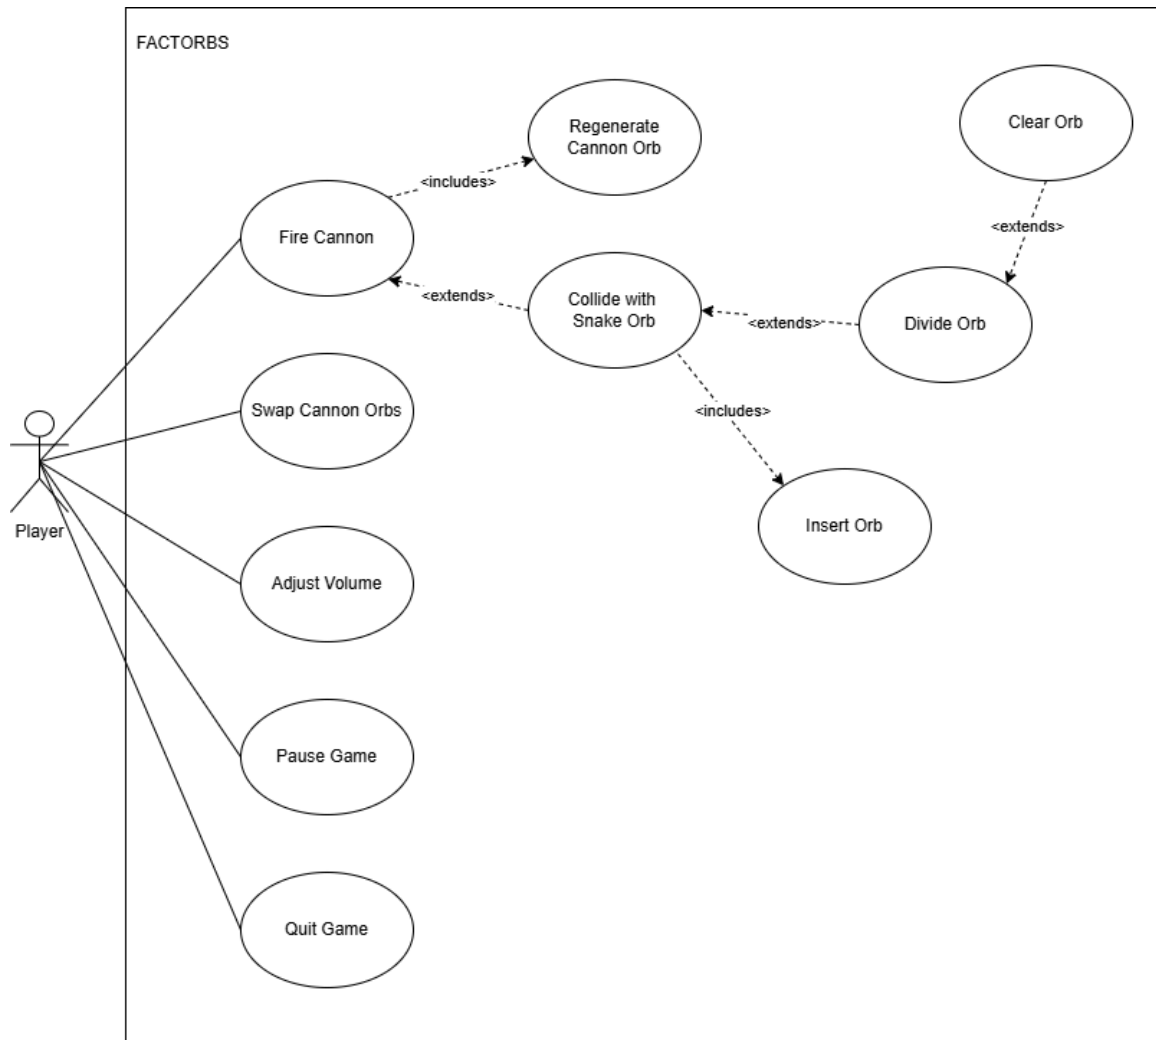 FACTORBS
Clear Orb
Regenerate
Cannon Orb
<includes>
<extends>
Fire Cannon
Collide with
Snake Orb
<extends>
<extends>
Divide Orb
Swap Cannon Orbs
<includes>
Player
Insert Orb
Adjust Volume
Pause Game
Quit Game